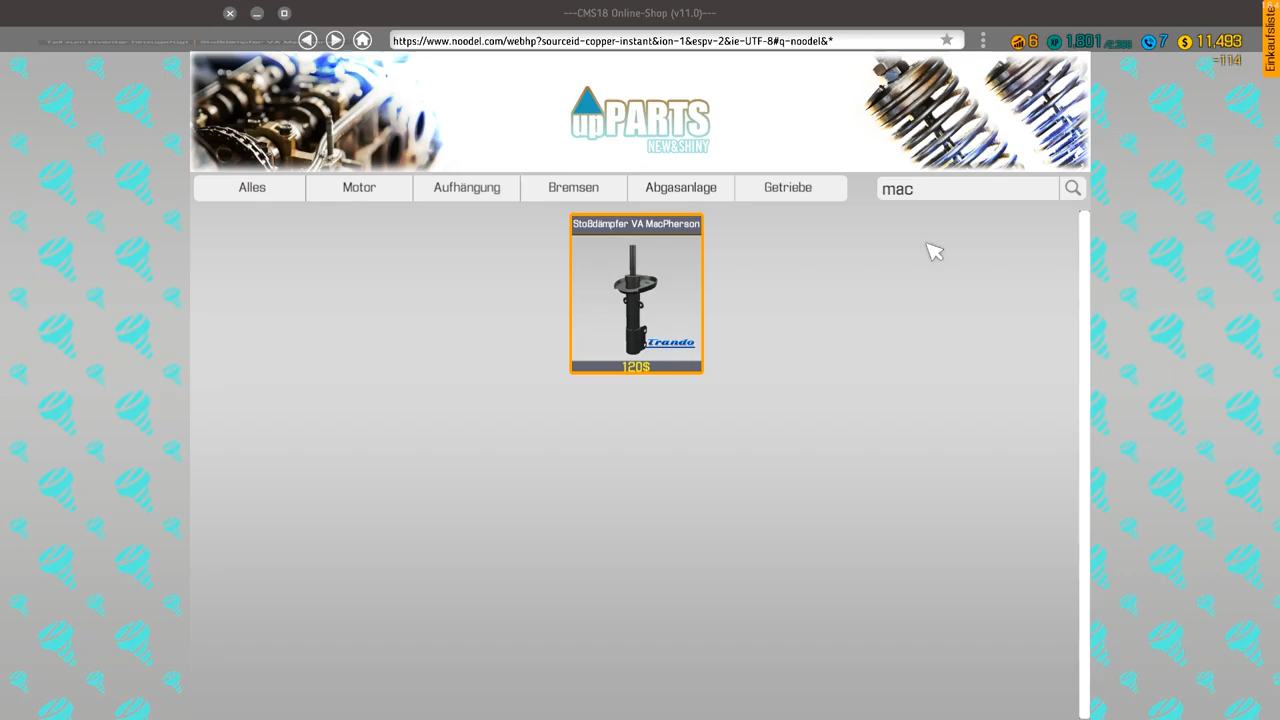 ---CMS18 Online-Shop (v11.0)---
https://www.noodel.com/webhp?sourceid-copper-instant&ion-1&espv-2&ie-UTF-8#q-noodel&*
6
XP 1,801
7
$ 11,493
-114
Einkaufsliste
upPARTS
NEW&SHINY
Alles
Motor
Aufhängung
Bremsen
Abgasanlage
Getriebe
mac
Stoßdämpfer VA MacPherson
Trando
120$